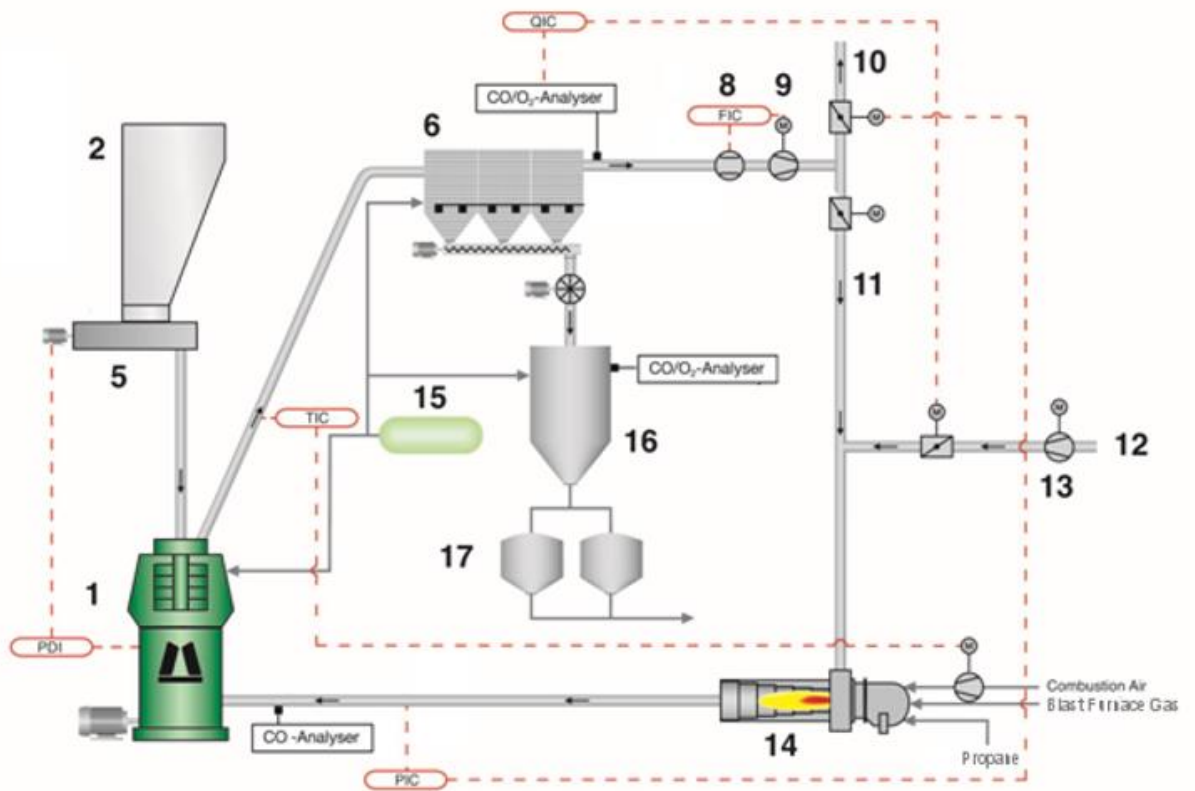 QIC
10
CO/O₂-Analyser
8
9
FIC
M
M
2
6
M
11
5
CO/O₂-Analyser
15
TIC
M
M
16
12
13
17
1
PDI
M
Combustion Air
Blast Furnace Gas
CO -Analyser
14
Propane
PIC